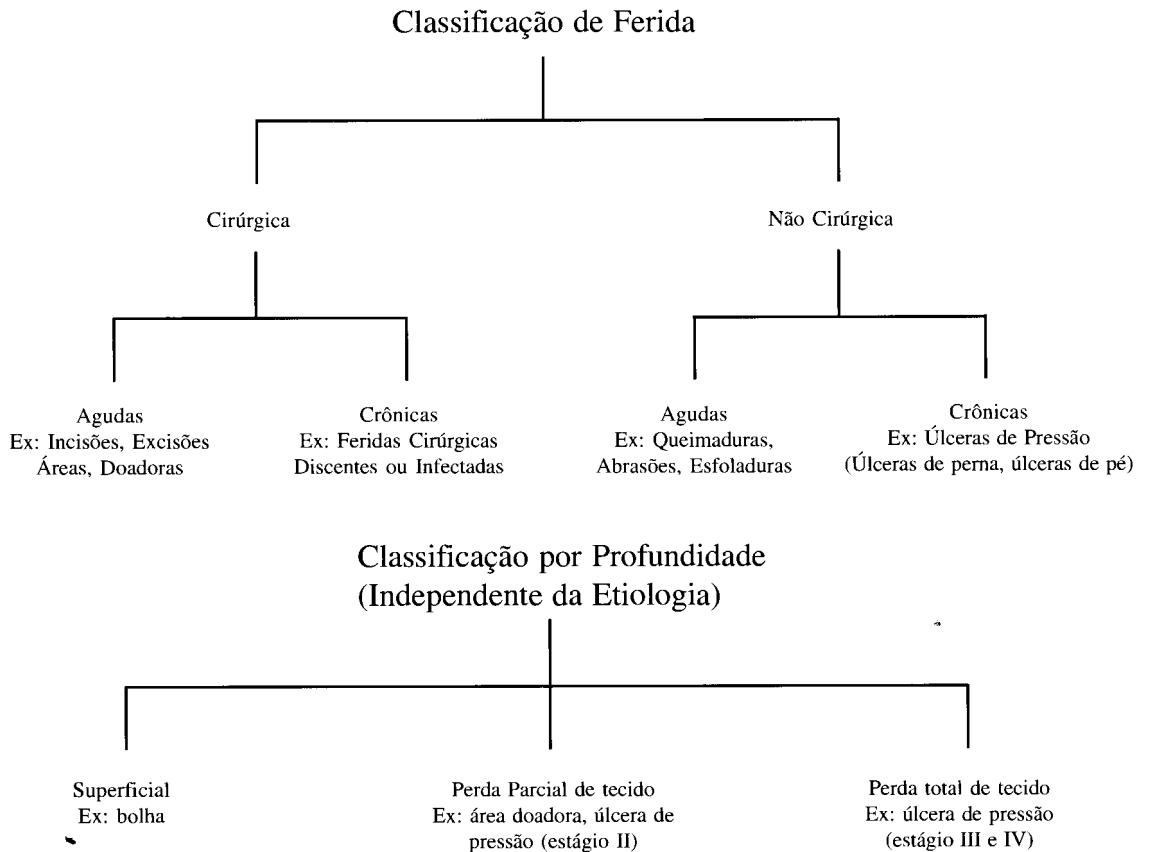 Classificação de Ferida
Cirúrgica
Não Cirúrgica
Agudas
Ex: Incisões, Excisões
Áreas, Doadoras
Crônicas
Ex: Feridas Cirúrgicas
Discentes ou Infectadas
Agudas
Ex: Queimaduras,
Abrasões, Esfoladuras
Crônicas
Ex: Úlceras de Pressão
(Úlceras de perna, úlceras de pé)
Classificação por Profundidade
(Independente da Etiologia)
Superficial
Ex: bolha
Perda Parcial de tecido
Ex: área doadora, úlcera de
pressão (estágio II)
Perda total de tecido
Ex: úlcera de pressão
(estágio III e IV)